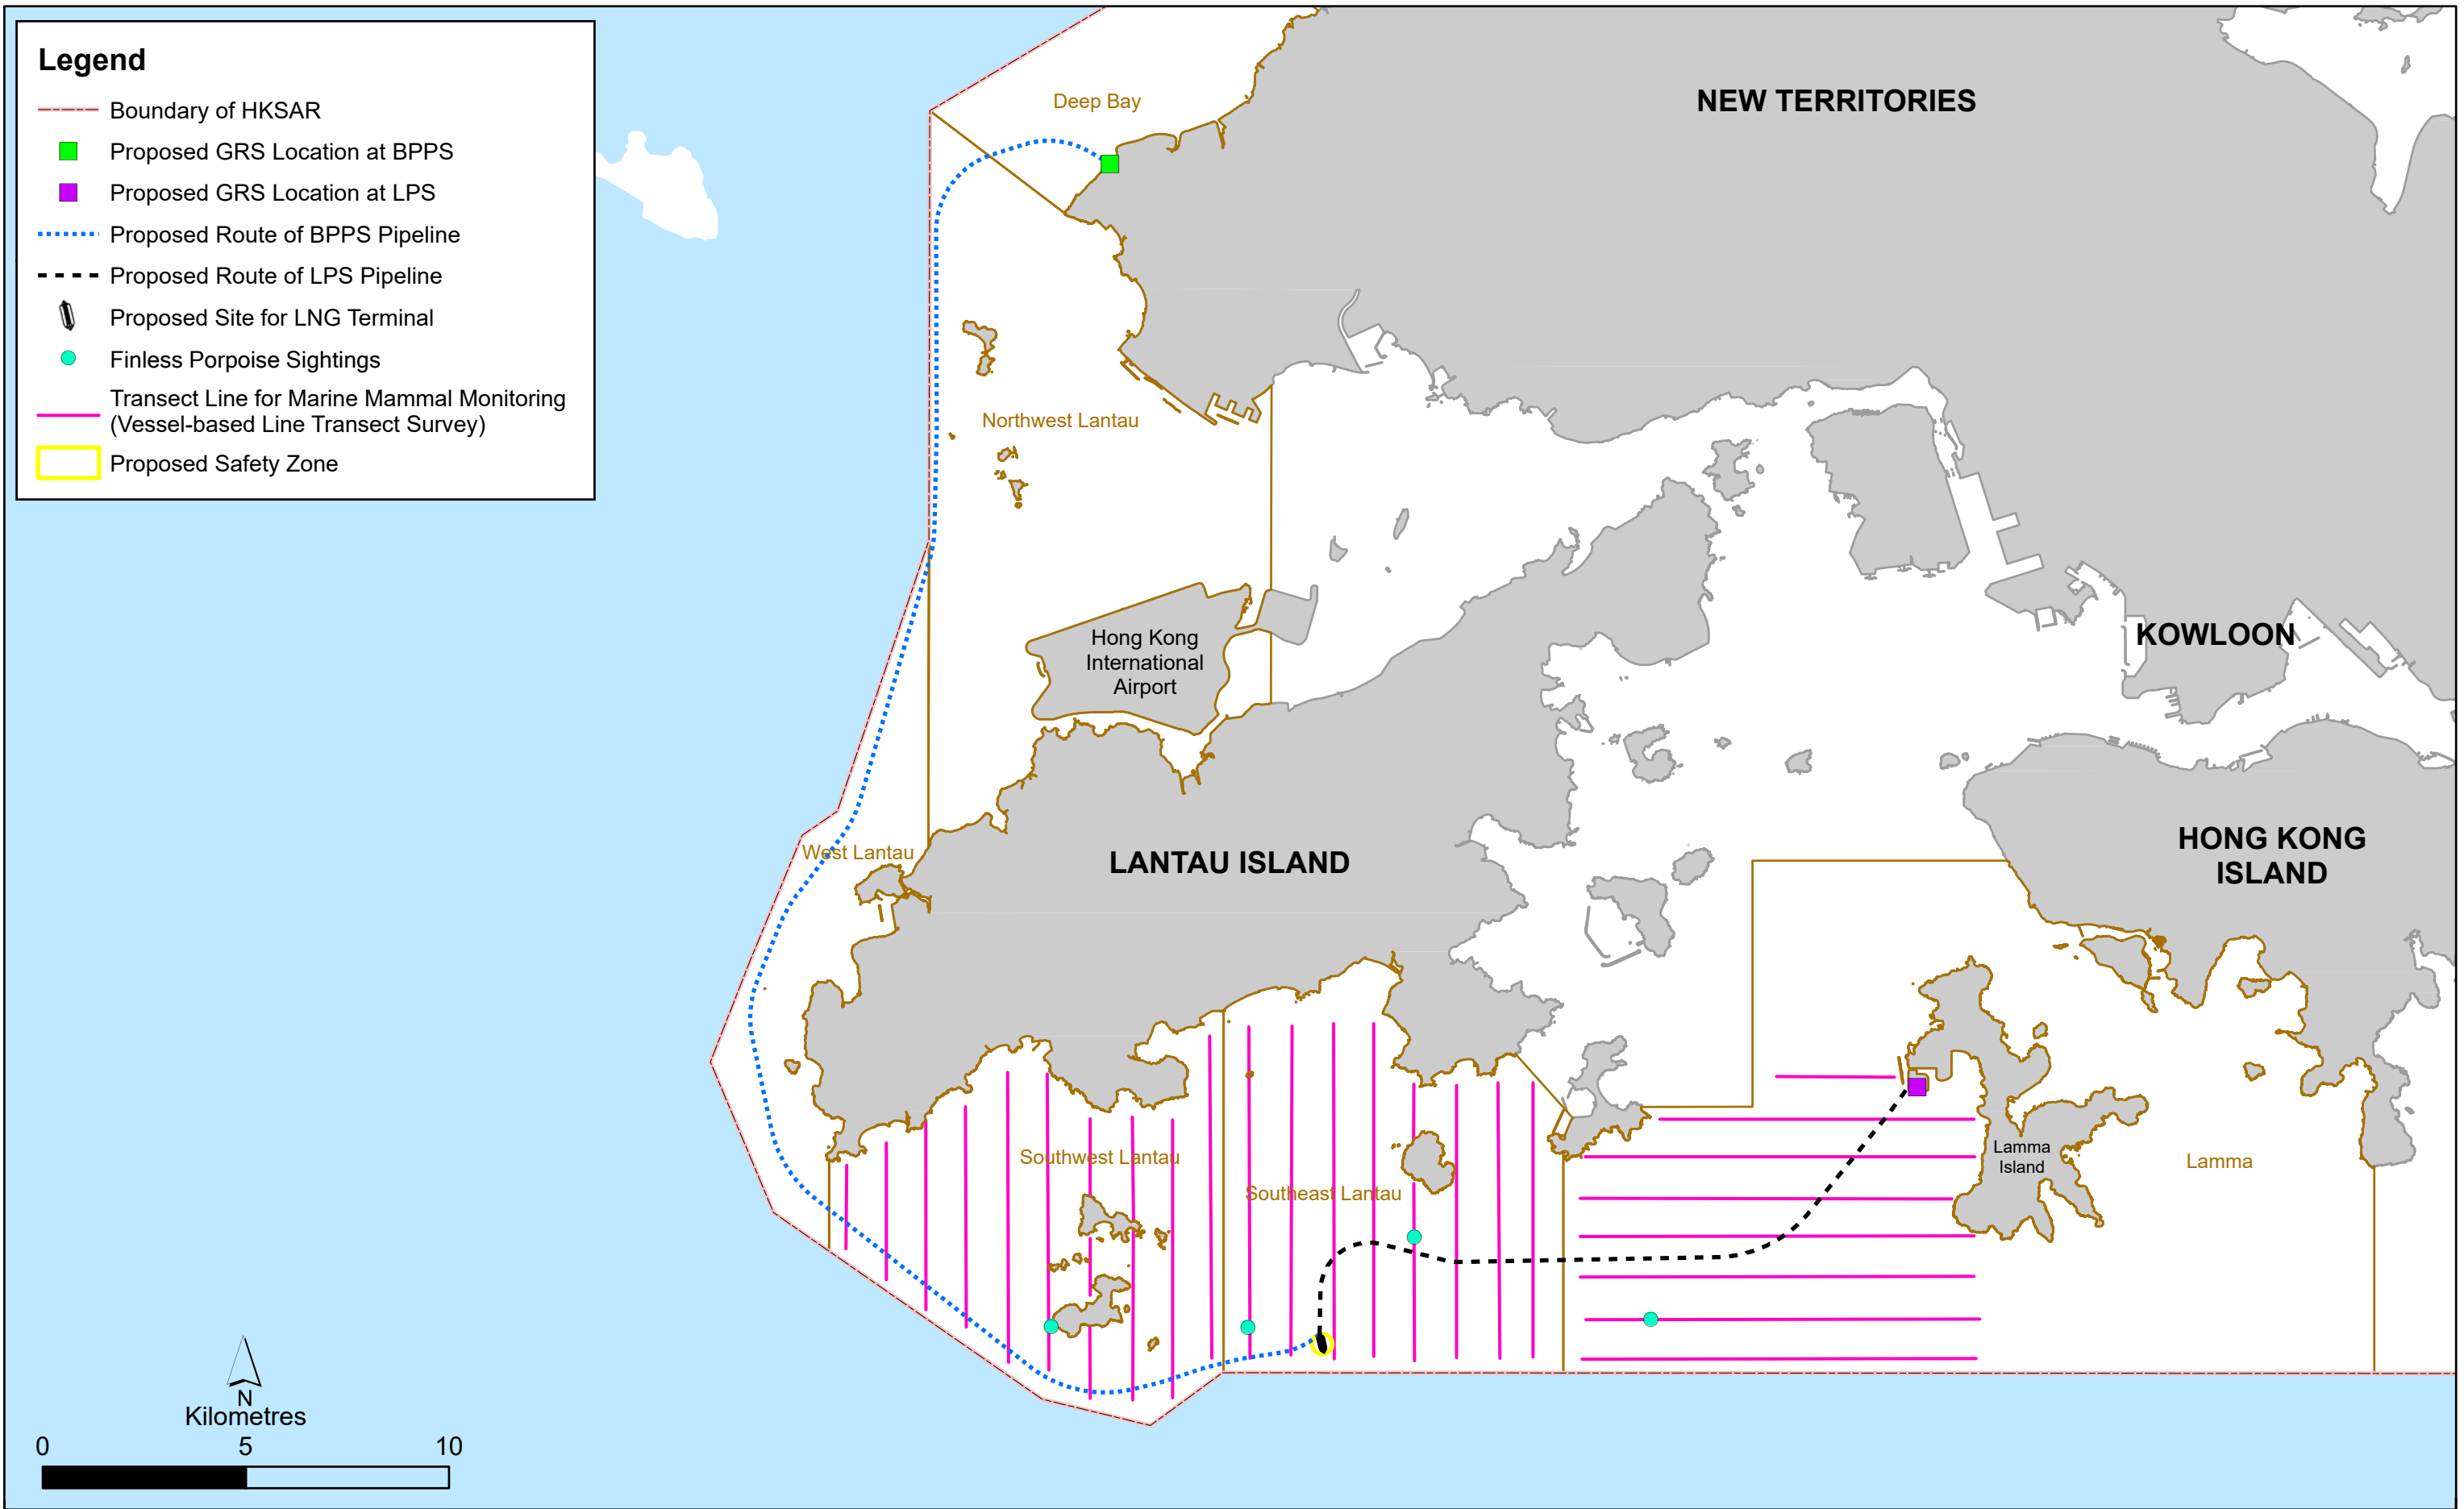 Legend
Boundary of HKSAR
Proposed GRS Location at BPPS
Proposed GRS Location at LPS
Proposed Route of BPPS Pipeline
Proposed Route of LPS Pipeline
Proposed Site for LNG Terminal
Finless Porpoise Sightings
Transect Line for Marine Mammal Monitoring
(Vessel-based Line Transect Survey)
Proposed Safety Zone
Deep Bay
NEW TERRITORIES
Northwest Lantau
Hong Kong
International
Airport
KOWLOON
West Lantau
LANTAU ISLAND
HONG KONG
ISLAND
Southwest Lantau
Southeast Lantau
Lamma
Island
Lamma
N
Kilometres
0 5 10